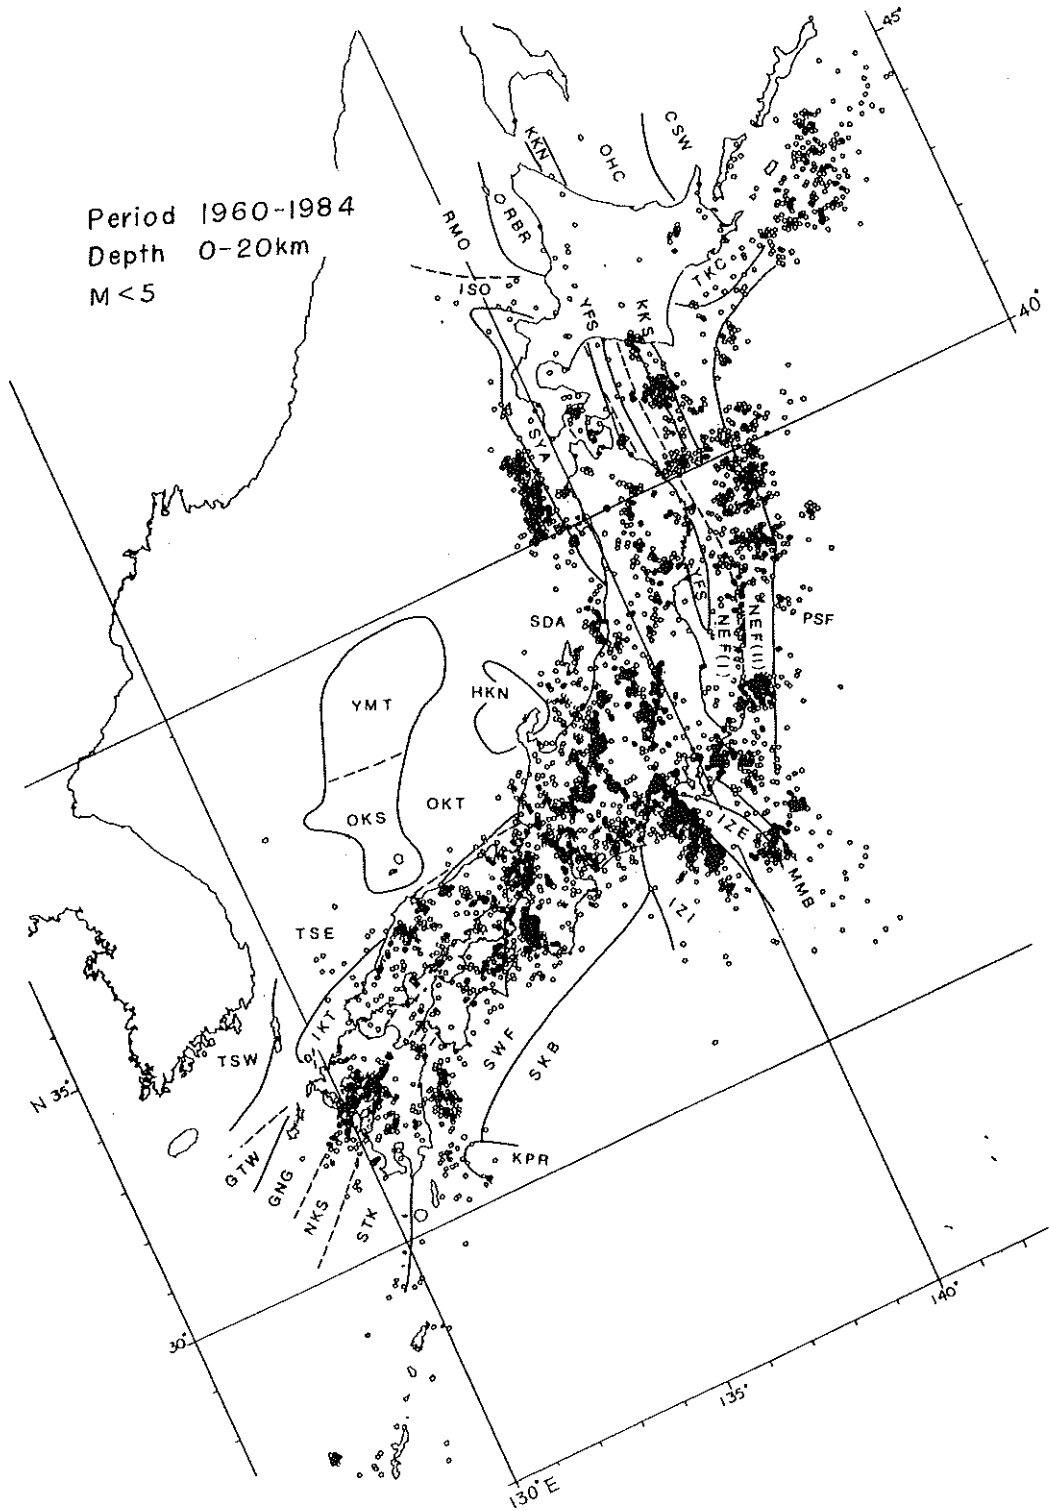 45°
CSW
OHC
KKN
Period 1960-1984
Depth 0-20km
M<5
RMO
RBR
TKC
ISO
YFS
KKS
40°
SYA
YFS
SDA
NEF(I)
NEF(II)
PSF
HKN
YMT
OKT
OKS
IZE
MMB
IZI
TSE
IKT
SWF
SKB
TSW
N 35°
GTW
GNG
NKS
STK
KPR
30°
140°
135°
130°E